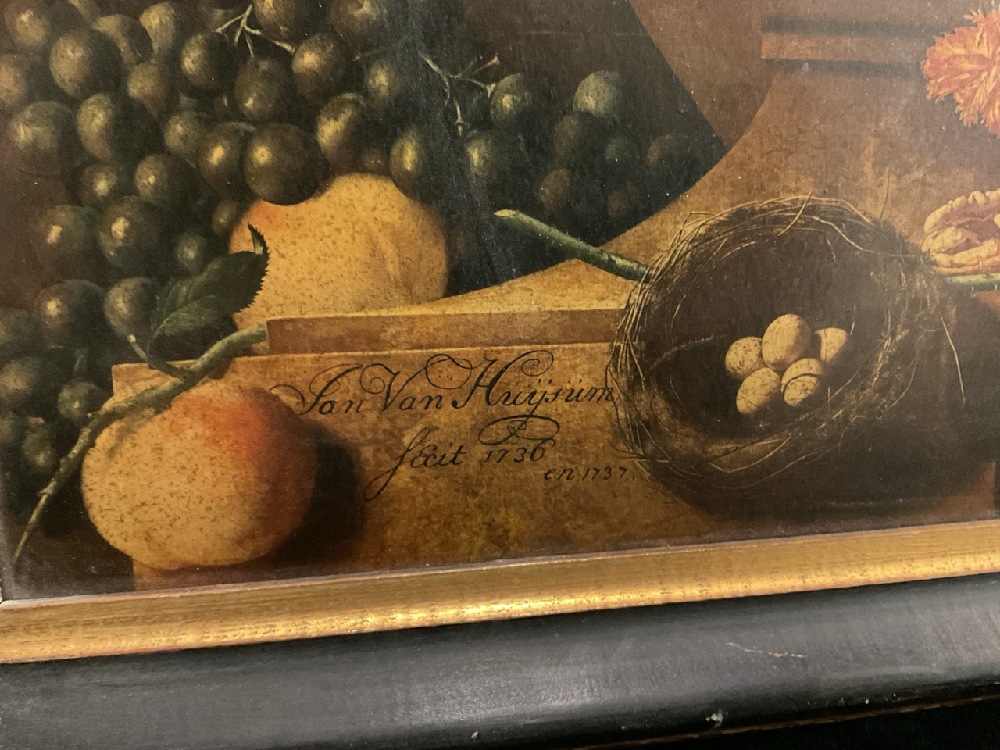 Jan Van Huijsum
fecit 1736
en 1737.